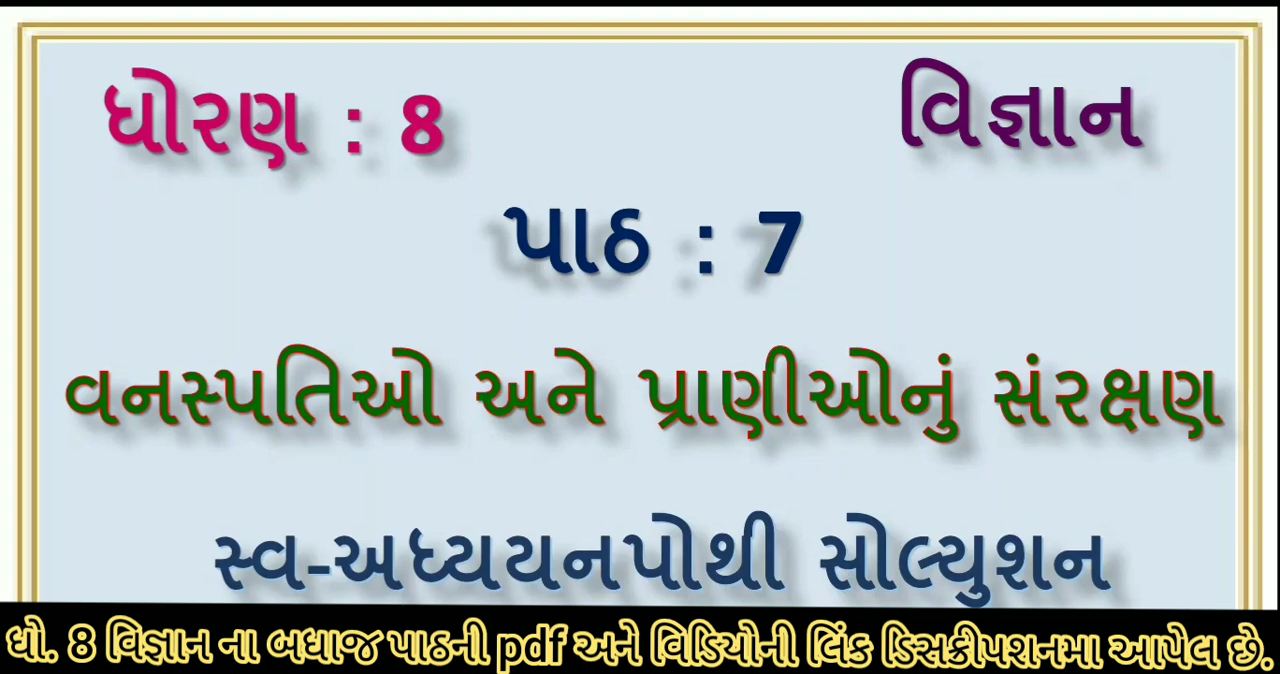 ધોરણ : 8 વિજ્ઞાન
પાઠ : 7
વનસ્પતિઓ અને પ્રાણીઓનું સંરક્ષણ
સ્વ-અધ્યયનપોથી સોલ્યુશન
ધો. 8 વિજ્ઞાન ના બધાજ પાઠની pdf અને વિડિયોની લિંક ડિસક્રીપશનમા આપેલ છે.